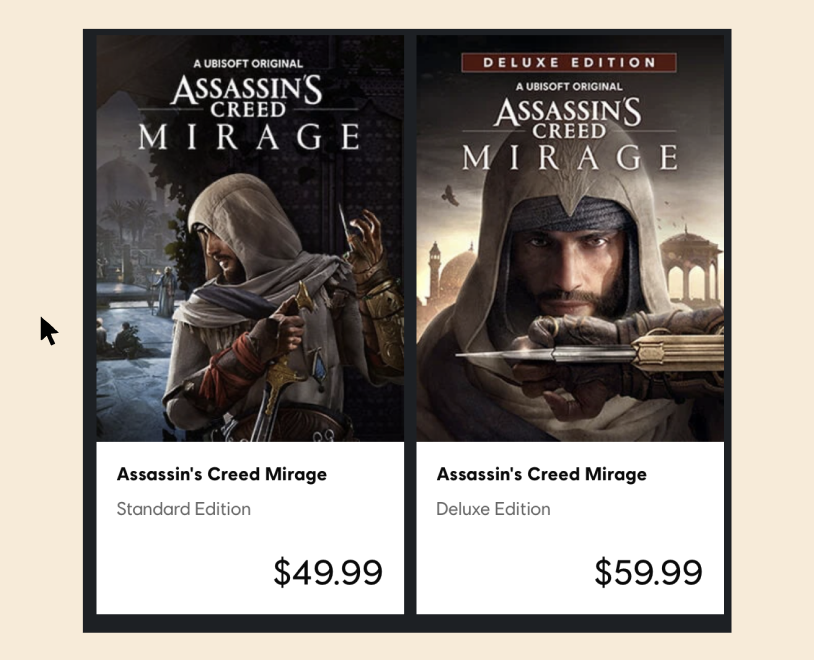 A UBISOFT ORIGINAL
ASSASSIN'S
CREED
MIRAGE
Assassin's Creed Mirage
Standard Edition
$49.99
DELUXE EDITION
A UBISOFT ORIGINAL
ASSASSIN'S
CREED
MIRAGE
Assassin's Creed Mirage
Deluxe Edition
$59.99